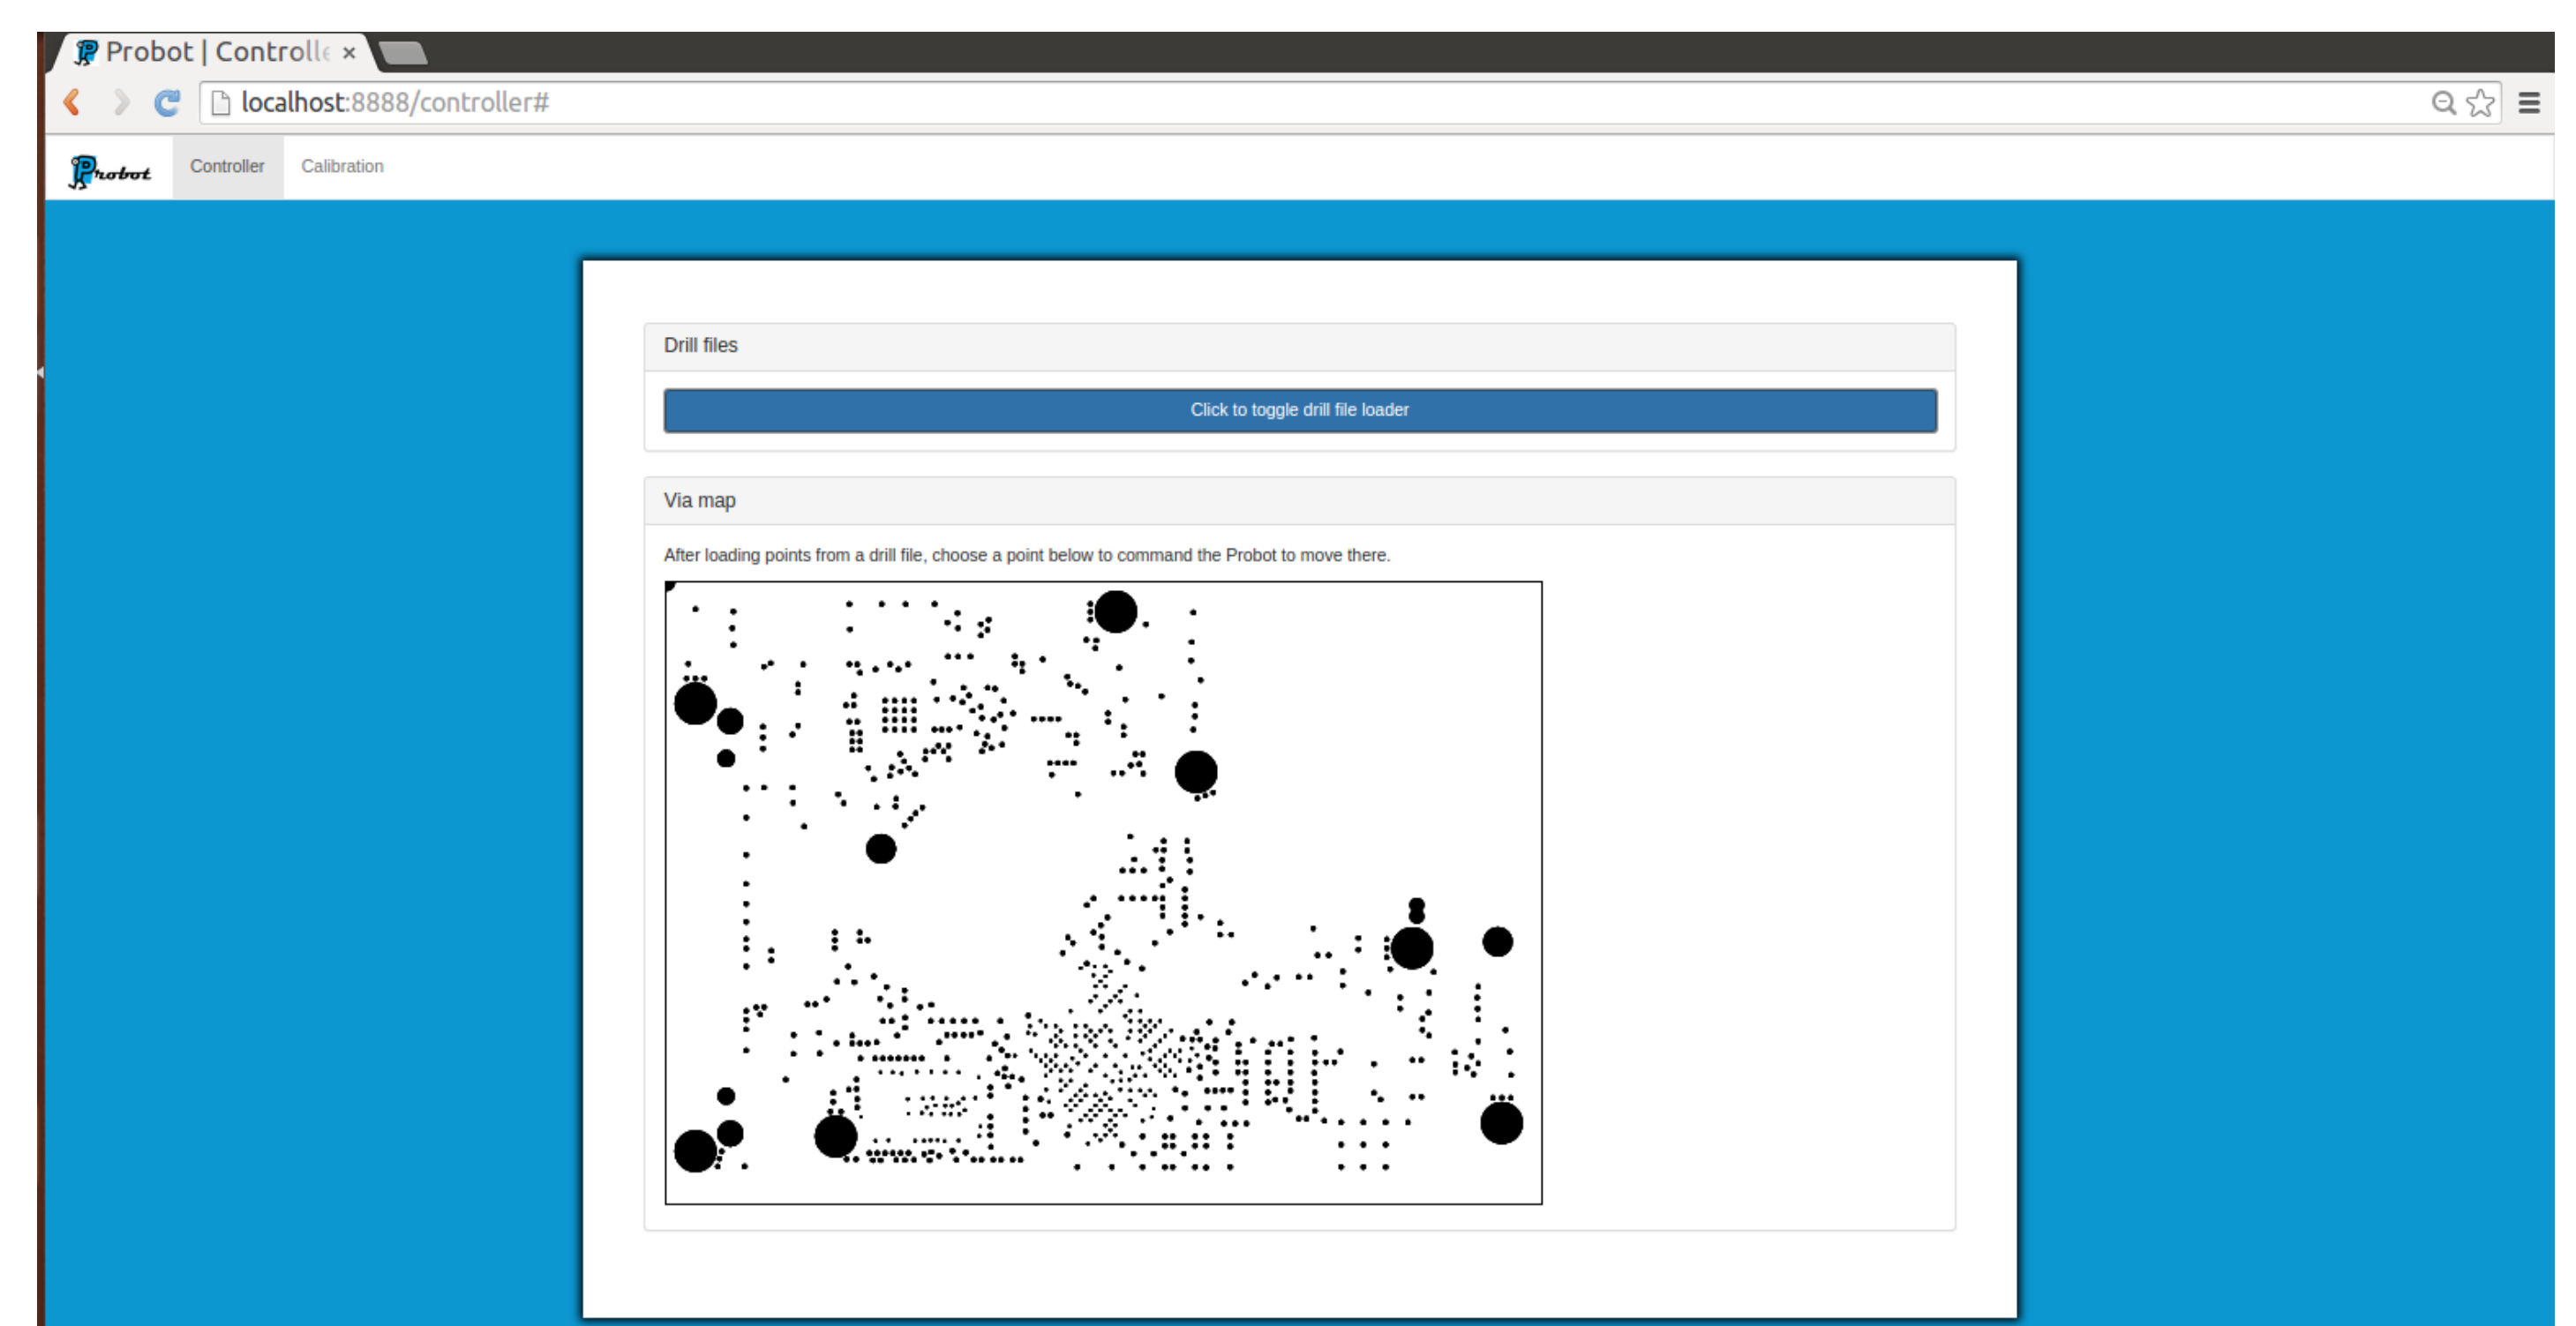 Probot | Controlle
localhost:8888/controller#
Probot Controller Calibration
Drill files
Click to toggle drill file loader
Via map
After loading points from a drill file, choose a point below to command the Probot to move there.